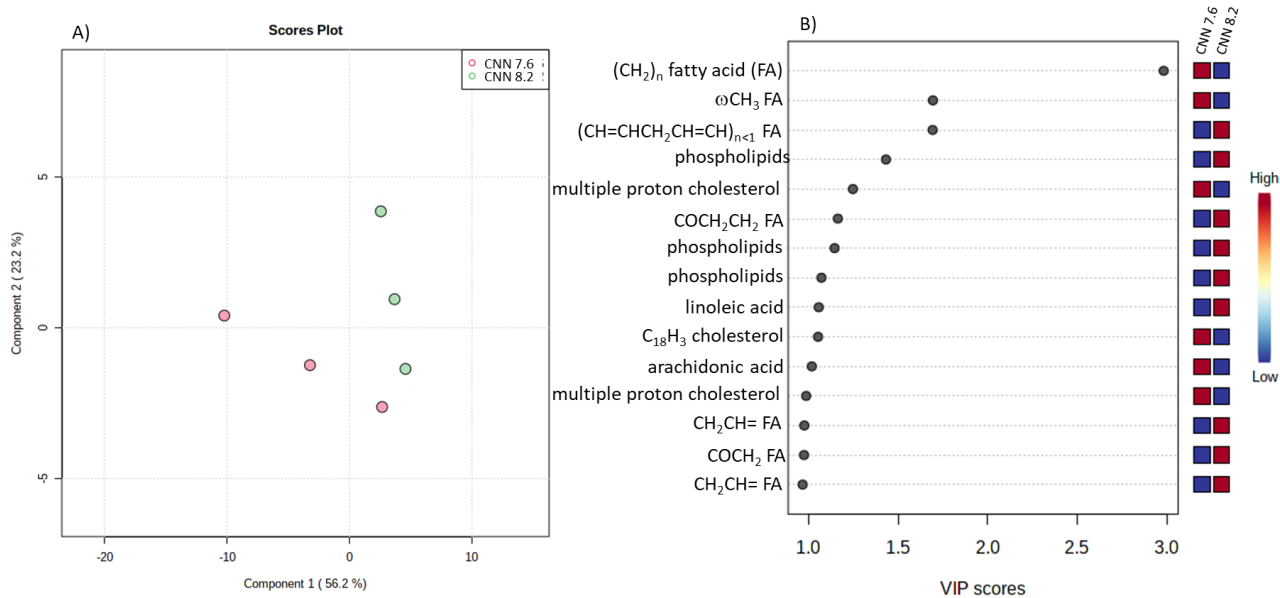 A)
Scores Plot
CNN 7.6
CNN 8.2
5
0
-5
Component 2 ( 23.2 %)
-20
-10
0
10
Component 1 ( 56.2 %)
B)
CNN 7.6
CNN 8.2
(CH₂)ₙ fatty acid (FA)
ωCH₃ FA
(CH=CHCH₂CH=CH)ₙ<₁ FA
phospholipids
multiple proton cholesterol
COCH₂CH₂ FA
phospholipids
phospholipids
linoleic acid
C₁₈H₃ cholesterol
arachidonic acid
multiple proton cholesterol
CH₂CH= FA
COCH₂ FA
CH₂CH= FA
1.0
1.5
2.0
2.5
3.0
VIP scores
High
Low